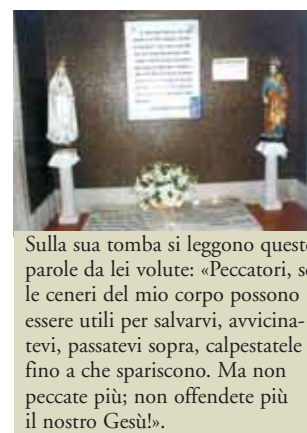 Sulla sua tomba si leggono queste
parole da lei volute: «Peccatori, se
le ceneri del mio corpo possono
essere utili per salvarvi, avvicina-
tevi, passatevi sopra, calpestatele
fino a che spariscono. Ma non
peccate più; non offendete più
il nostro Gesù!».